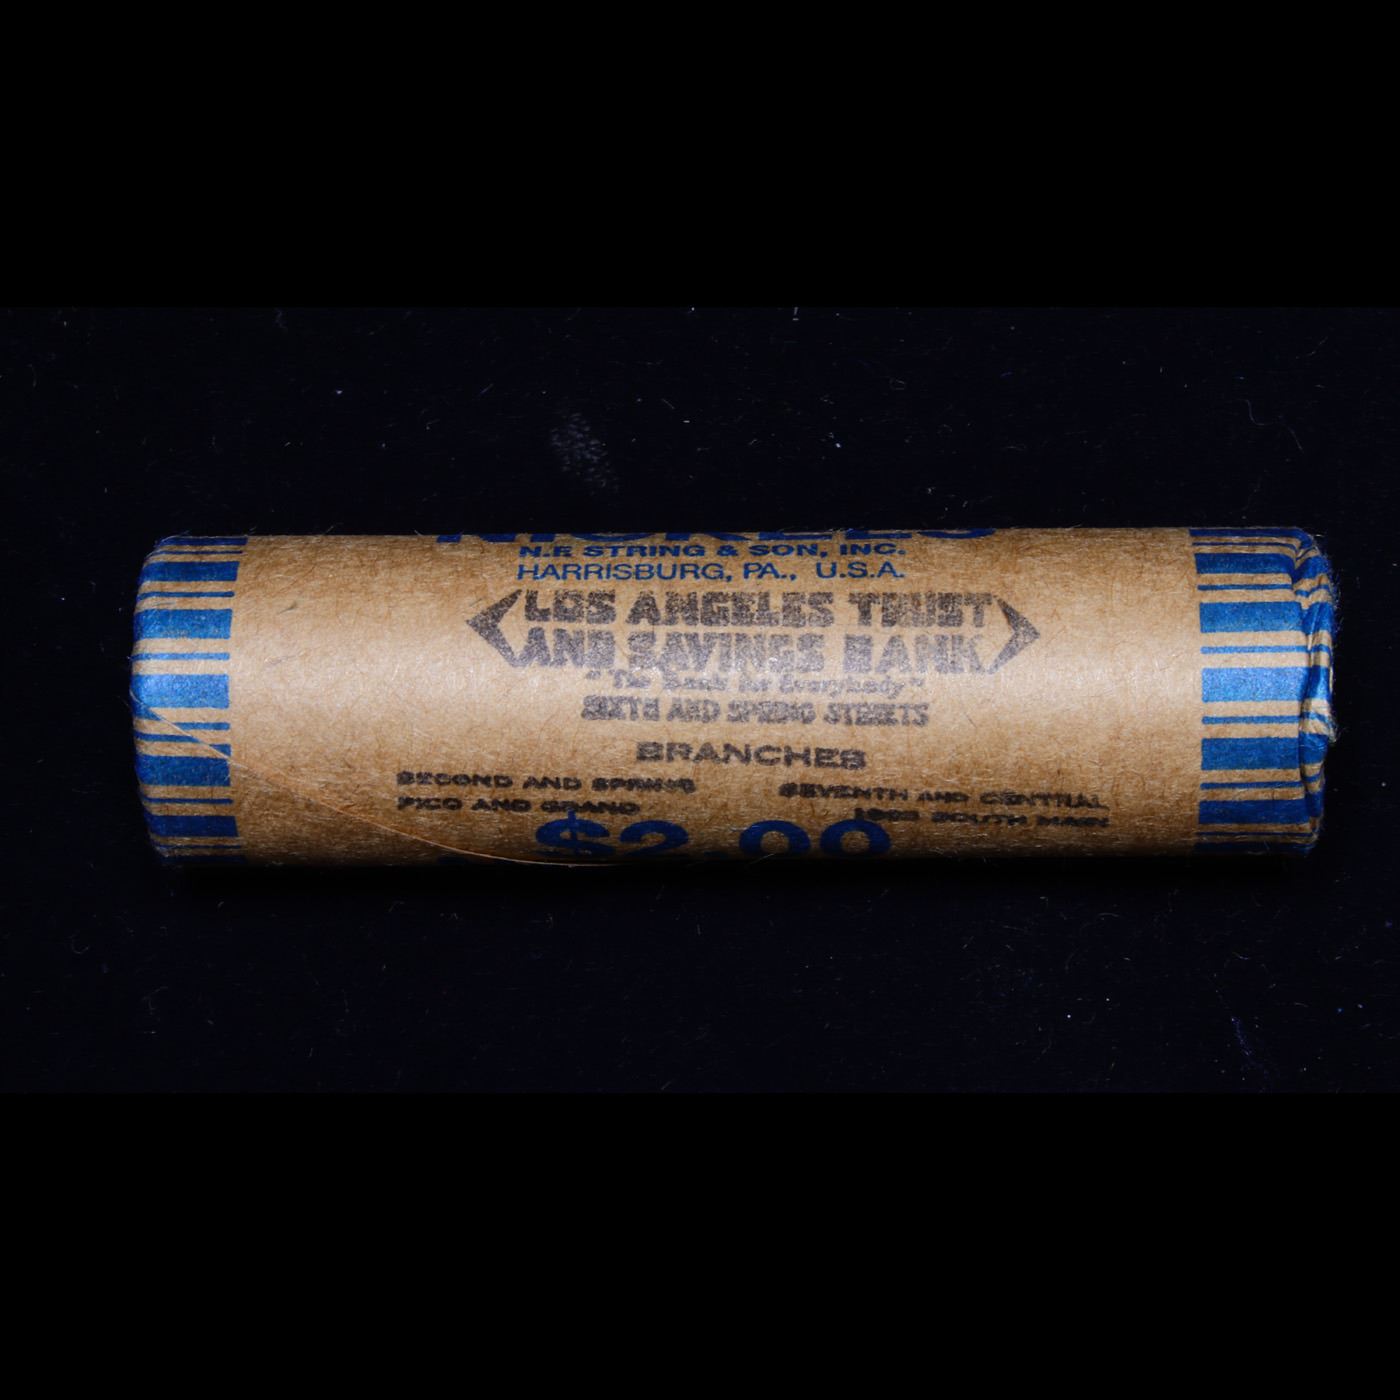 NICKELS
N.F. STRING & SON, INC.
HARRISBURG, PA., U.S.A.
LOS ANGELES TRUST
AND SAVINGS BANK
"The Bank for Everybody"
SIXTH AND SPRING STREETS
BRANCHES
SECOND AND SPRING
SEVENTH AND CENTRAL
PICO AND GRAND
SOUTH MAIN
$2.00